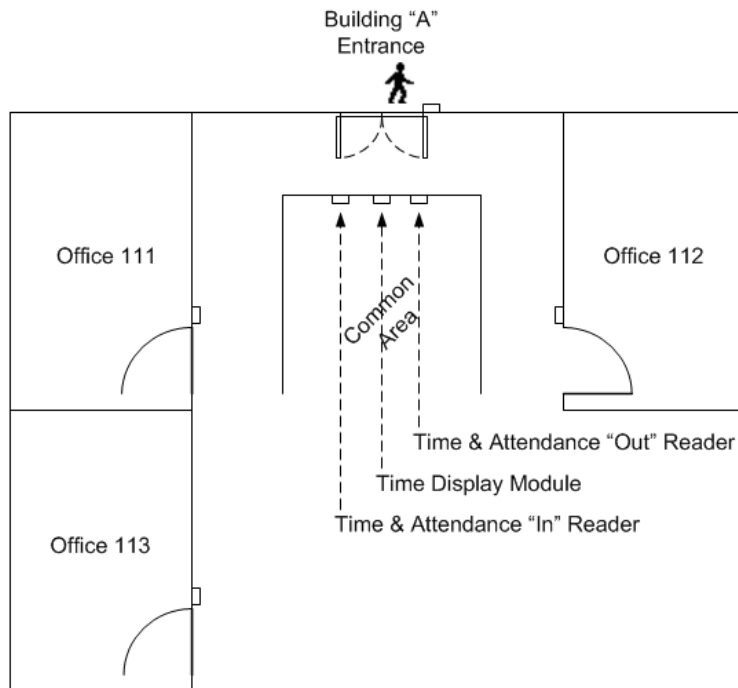 Building “A”
Entrance
Office 111
Office 112
Common
Area
Time & Attendance “Out” Reader
Time Display Module
Time & Attendance “In” Reader
Office 113